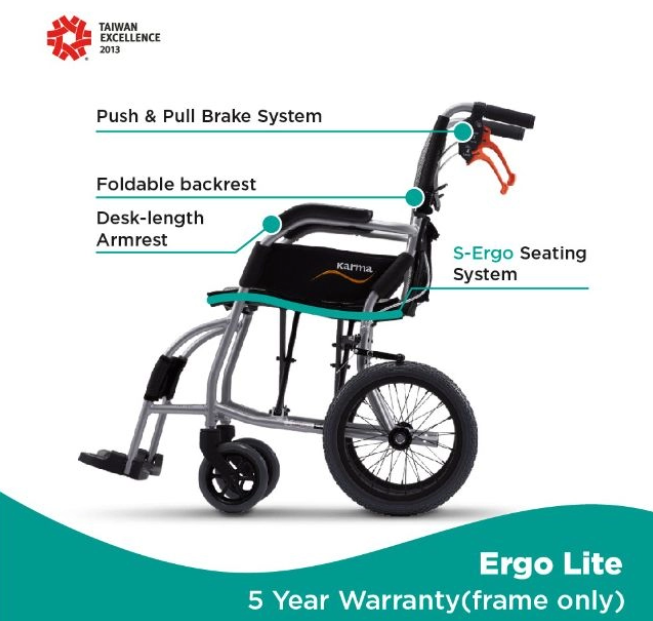 TAIWAN
EXCELLENCE
2013
Push & Pull Brake System
Foldable backrest
Desk-length
Armrest
Karma
S-Ergo Seating
System
Ergo Lite
5 Year Warranty(frame only)